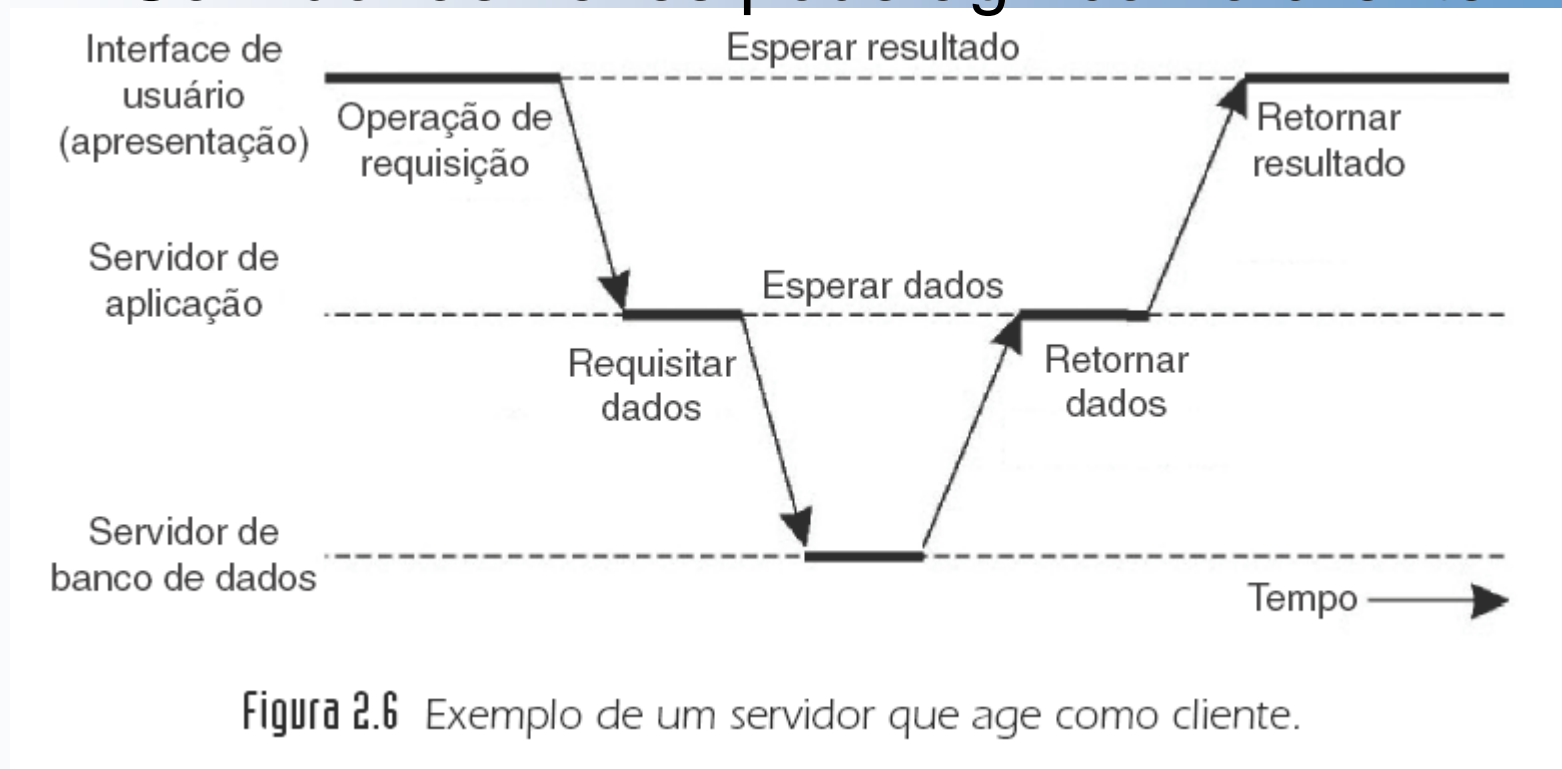 Interface de
usuário
(apresentação)
Esperar resultado
Operação de
requisição
Retornar
resultado
Servidor de
aplicação
Esperar dados
Requisitar
dados
Retornar
dados
Servidor de
banco de dados
Tempo
Figura 2.6 Exemplo de um servidor que age como cliente.